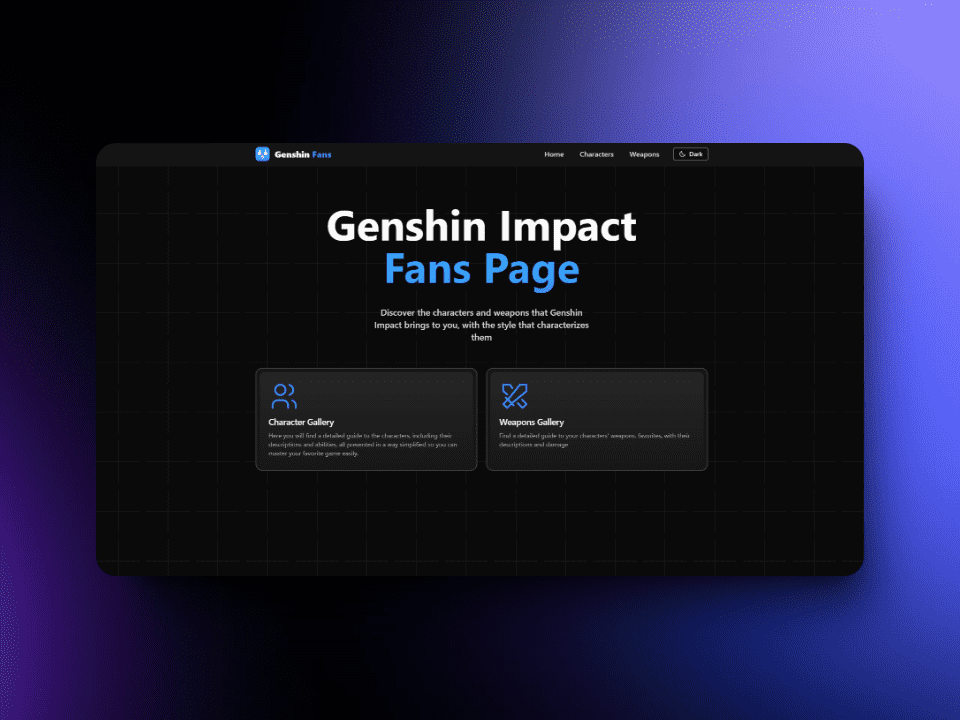 Genshin Fans
Home Characters Weapons Dark
Genshin Impact
Fans Page
Discover the characters and weapons that Genshin
Impact brings to you, with the style that characterizes
them
Character Gallery
Here you will find a detailed guide to the characters, including their
descriptions and abilities, all presented in a way simplified so you can
master your favorite game easily.
Weapons Gallery
Find a detailed guide to your characters' weapons, favorites, with their
descriptions and damage